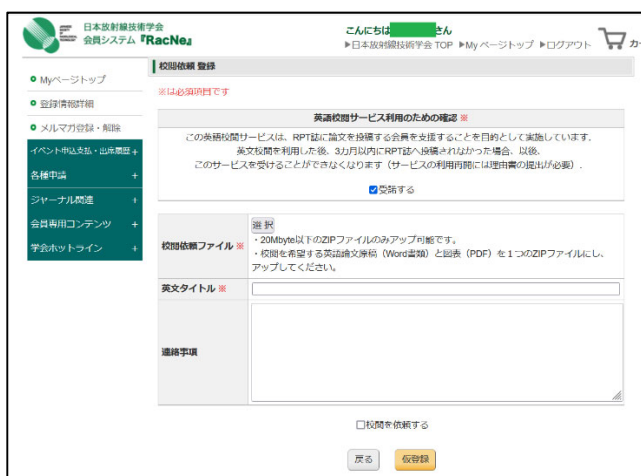 日本放射線技術学会
会員システム『RacNe』
こんにちは さん
▶日本放射線技術学会 TOP ▶My ページトップ ▶ログアウト カー
Myページトップ
登録情報詳細
メルマガ登録・解除
イベント申込支払・出席履歴 +
各種申請 +
ジャーナル関連 +
会員専用コンテンツ +
学会ホットライン +
校閲依頼 登録
※は必須項目です
英語校閲サービス利用のための確認 ※
この英語校閲サービスは、RPT誌に論文を投稿する会員を支援することを目的として実施しています。
英文校閲を利用した後、3カ月以内にRPT誌へ投稿されなかった場合、以後、
このサービスを受けることができなくなります（サービスの利用再開には理由書の提出が必要）.
受諾する
校閲依頼ファイル ※
選択
・20Mbyte以下のZIPファイルのみアップ可能です。
・校閲を希望する英語論文原稿（Word書類）と図表（PDF）を１つのZIPファイルにし、
アップしてください。
英文タイトル ※
連絡事項
校閲を依頼する
戻る 仮登録